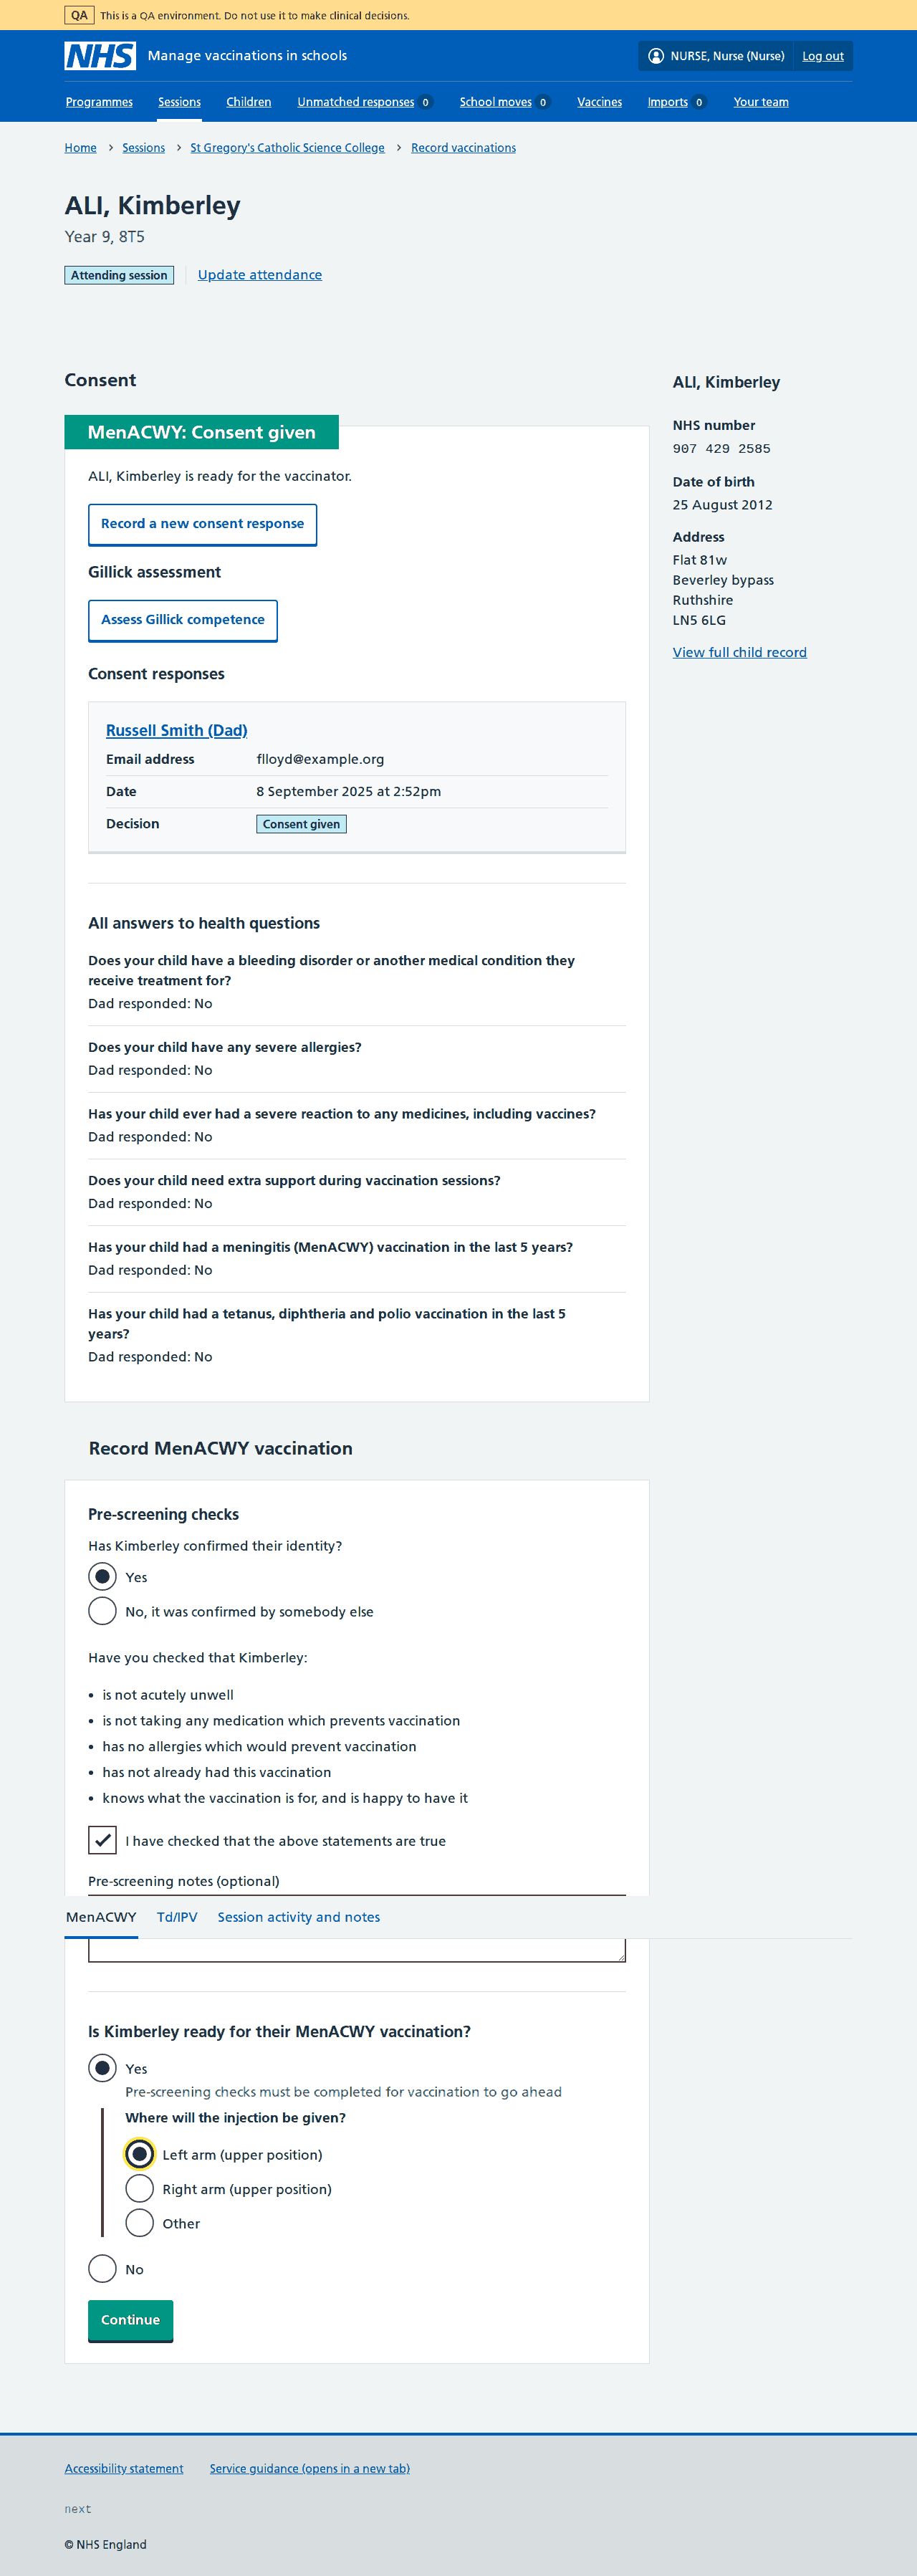 QA This is a QA environment. Do not use it to make clinical decisions.
NHS Manage vaccinations in schools NURSE, Nurse (Nurse) Log out
Programmes Sessions Children Unmatched responses 0 School moves 0 Vaccines Imports 0 Your team
Home > Sessions > St Gregory's Catholic Science College > Record vaccinations
ALI, Kimberley
Year 9, 8T5
Attending session Update attendance
Consent
MenACWY: Consent given
ALI, Kimberley is ready for the vaccinator.
Record a new consent response
Gillick assessment
Assess Gillick competence
Consent responses
Russell Smith (Dad)
Email address flloyd@example.org
Date 8 September 2025 at 2:52pm
Decision Consent given
All answers to health questions
Does your child have a bleeding disorder or another medical condition they
receive treatment for?
Dad responded: No
Does your child have any severe allergies?
Dad responded: No
Has your child ever had a severe reaction to any medicines, including vaccines?
Dad responded: No
Does your child need extra support during vaccination sessions?
Dad responded: No
Has your child had a meningitis (MenACWY) vaccination in the last 5 years?
Dad responded: No
Has your child had a tetanus, diphtheria and polio vaccination in the last 5
years?
Dad responded: No
ALI, Kimberley
NHS number
907 429 2585
Date of birth
25 August 2012
Address
Flat 81w
Beverley bypass
Ruthshire
LN5 6LG
View full child record
Record MenACWY vaccination
Pre-screening checks
Has Kimberley confirmed their identity?
Yes
No, it was confirmed by somebody else
Have you checked that Kimberley:
• is not acutely unwell
• is not taking any medication which prevents vaccination
• has no allergies which would prevent vaccination
• has not already had this vaccination
• knows what the vaccination is for, and is happy to have it
I have checked that the above statements are true
Pre-screening notes (optional)
MenACWY Td/IPV Session activity and notes
Is Kimberley ready for their MenACWY vaccination?
Yes
Pre-screening checks must be completed for vaccination to go ahead
Where will the injection be given?
Left arm (upper position)
Right arm (upper position)
Other
No
Continue
Accessibility statement Service guidance (opens in a new tab)
next
© NHS England